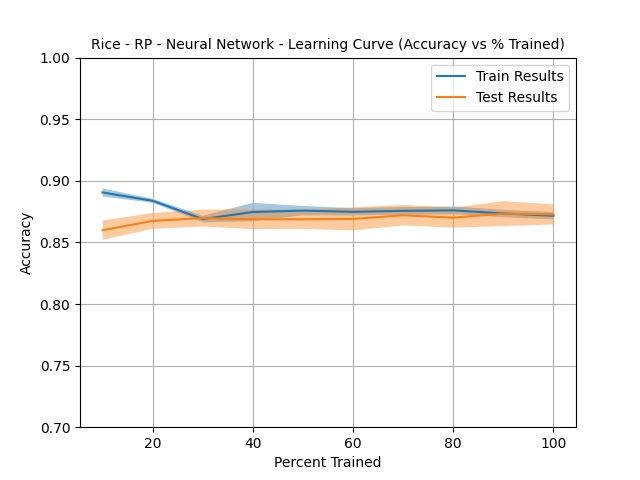 Rice - RP - Neural Network - Learning Curve (Accuracy vs % Trained)
1.00
0.95
0.90
0.85
0.80
0.75
0.70
Accuracy
Train Results
Test Results
20 40 60 80 100
Percent Trained